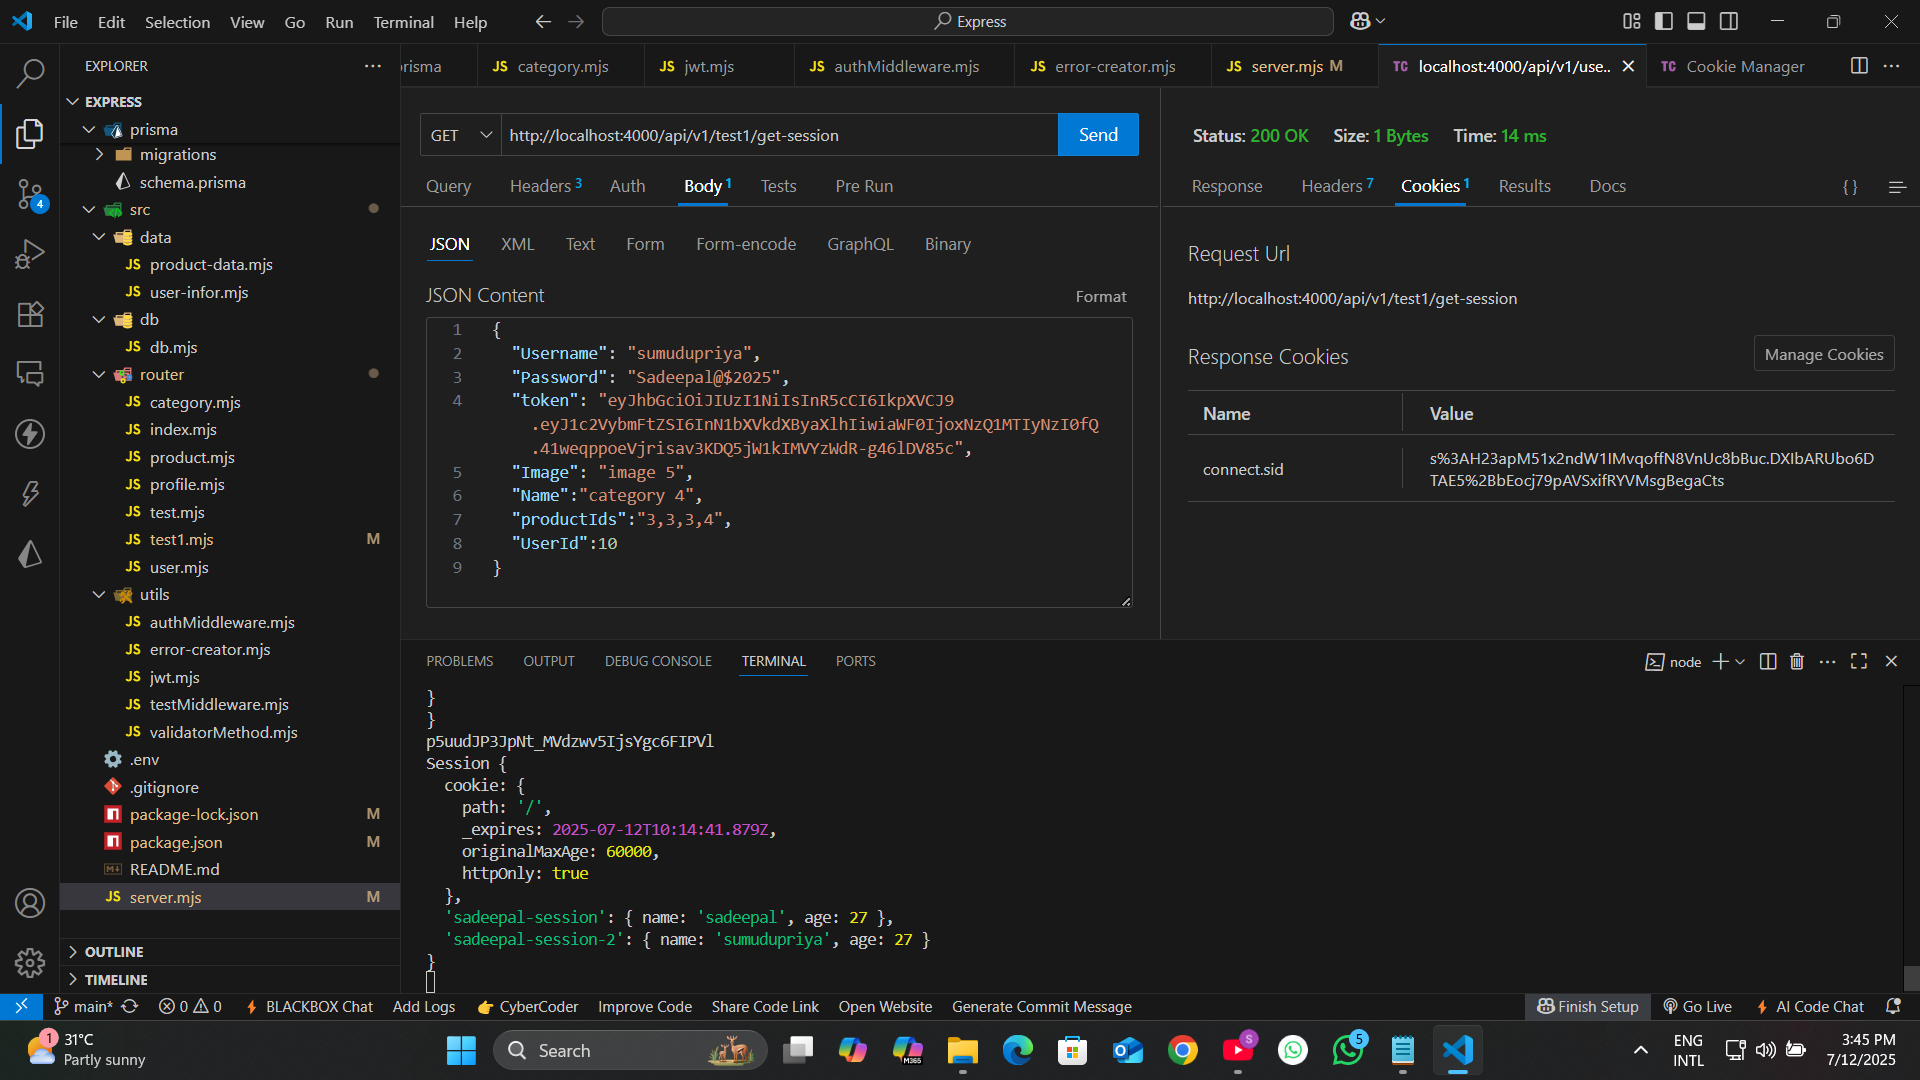 File Edit Selection View Go Run Terminal Help
Express
EXPLORER
EXPRESS
prisma
migrations
schema.prisma
src
data
JS product-data.mjs
JS user-infor.mjs
db
JS db.mjs
router
JS category.mjs
JS index.mjs
JS product.mjs
JS profile.mjs
JS test.mjs
JS test1.mjs M
JS user.mjs
utils
JS authMiddleware.mjs
JS error-creator.mjs
JS jwt.mjs
JS testMiddleware.mjs
JS validatorMethod.mjs
.env
.gitignore
package-lock.json M
package.json M
README.md
JS server.mjs M
OUTLINE
TIMELINE
4
prisma JS category.mjs JS jwt.mjs JS authMiddleware.mjs JS error-creator.mjs JS server.mjs M TC localhost:4000/api/v1/use.. TC Cookie Manager
GET http://localhost:4000/api/v1/test1/get-session Send
Query Headers 3 Auth Body 1 Tests Pre Run
JSON XML Text Form Form-encode GraphQL Binary
JSON Content Format
1 {
2 "Username": "sumudupriya",
3 "Password": "Sadeepal@$2025",
4 "token": "eyJhbGciOiJIUzI1NiIsInR5cCI6IkpXVCJ9
.eyJ1c2VybmFtZSI6InN1bXVkdXByaXlhIiwiaWF0IjoxNzQ1MTIyNzI0fQ
.41weqppoeVjrisav3KDQ5jW1kIMVYzWdR-g46lDV85c",
5 "Image": "image 5",
6 "Name":"category 4",
7 "productIds":"3,3,3,4",
8 "UserId":10
9 }
Status: 200 OK Size: 1 Bytes Time: 14 ms
Response Headers 7 Cookies 1 Results Docs { }
Request Url
http://localhost:4000/api/v1/test1/get-session
Response Cookies Manage Cookies
Name Value
connect.sid s%3AH23apM51x2ndW1IMvqoffN8VnUc8bBuc.DXIbARUbo6D
TAE5%2BbEocj79pAVSxifRYVMsgBegaCts
PROBLEMS OUTPUT DEBUG CONSOLE TERMINAL PORTS node
}
}
p5uudJP3JpNt_MVdzwv5IjsYgc6FIPVl
Session {
cookie: {
path: '/',
_expires: 2025-07-12T10:14:41.879Z,
originalMaxAge: 60000,
httpOnly: true
},
'sadeepal-session': { name: 'sadeepal', age: 27 },
'sadeepal-session-2': { name: 'sumudupriya', age: 27 }
}
main* 0 0 BLACKBOX Chat Add Logs CyberCoder Improve Code Share Code Link Open Website Generate Commit Message Finish Setup Go Live AI Code Chat
1 31°C
Partly sunny
Search
M365
S
5
ENG
INTL
3:45 PM
7/12/2025